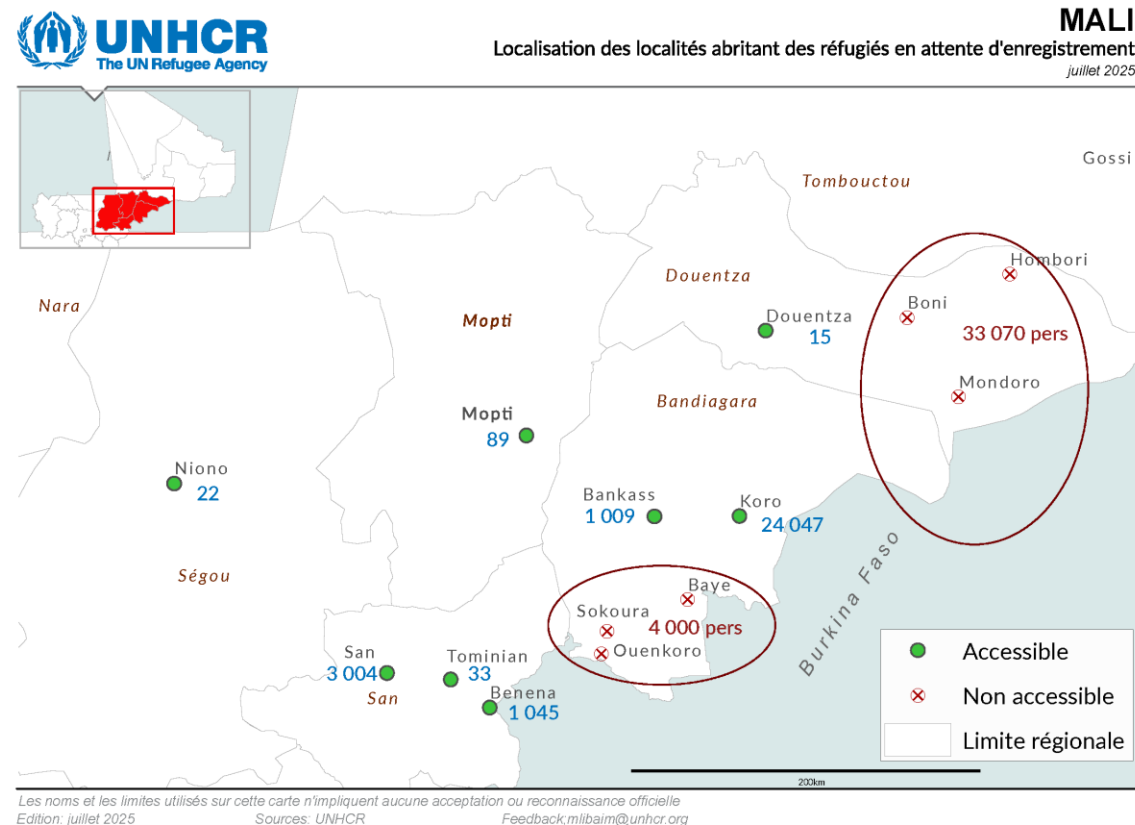 UNHCR
The UN Refugee Agency
MALI
Localisation des localités abritant des réfugiés en attente d'enregistrement
juillet 2025
Gossi
Tombouctou
Hombori
Douentza
Nara
Boni
Mopti
Douentza
15
33 070 pers
Mondoro
Bandiagara
Mopti
89
Niono
22
Bankass
1 009
Koro
24 047
Ségou
Burkina Faso
Baye
Sokoura
4 000 pers
Ouenkoro
San
3 004
Tominian
33
San
Benena
1 045
Accessible
Non accessible
Limite régionale
200km
Les noms et les limites utilisés sur cette carte n'impliquent aucune acceptation ou reconnaissance officielle
Edition: juillet 2025 Sources: UNHCR Feedback;mlibaim@unhcr.org